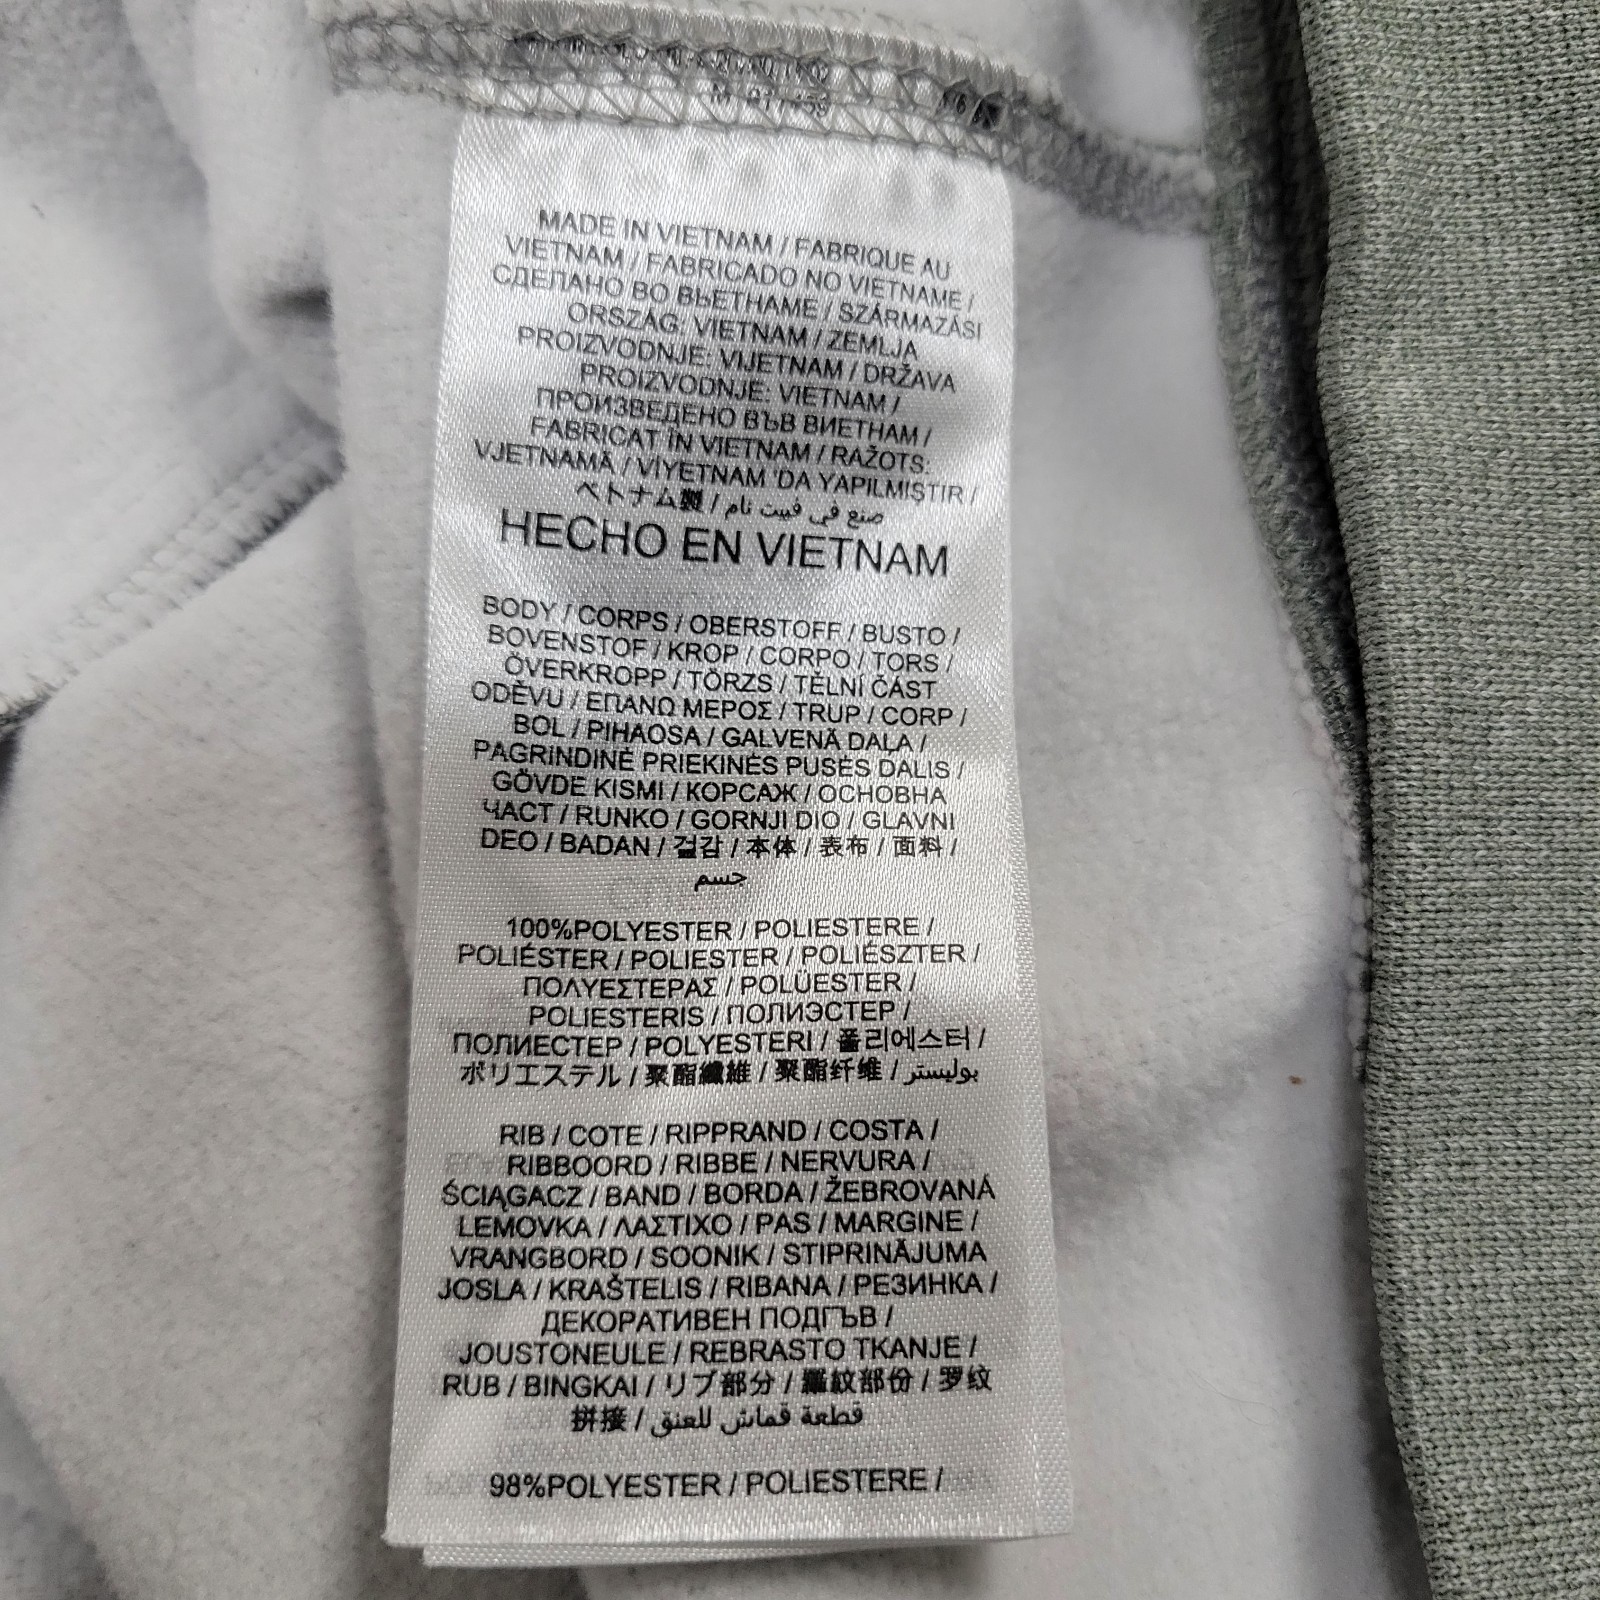 MADE IN VIETNAM / FABRIQUE AU
VIETNAM / FABRICADO NO VIETNAME /
СДЕЛАНО ВО ВЬЕТНАМЕ / SZÁRMAZÁSI
ORSZÁG: VIETNAM / ZEMLJA
PROIZVODNJE: VIJETNAM / DRŽAVA
PROIZVODNJE: VIETNAM /
ПРОИЗВЕДЕНО ВЪВ ВИЕТНАМ /
FABRICAT ÎN VIETNAM / RAŽOTS:
VJETNAMĀ / VİYETNAM 'DA YAPILMIŞTIR /
ベトナム製 / صنع في فييت نام
HECHO EN VIETNAM
BODY / CORPS / OBERSTOFF / BUSTO /
BOVENSTOF / KROP / CORPO / TORS /
ÖVERKROPP / TÖRZS / TĚLNÍ ČÁST
ODĚVU / ΕΠΑΝΩ ΜΕΡΟΣ / TRUP / CORP /
BOL / PIHAOSA / GALVENĀ DAĻA /
PAGRINDINĖ PRIEKINĖS PUSĖS DALIS /
GÖVDE KISMI / КОРСАЖ / ОСНОВНА
ЧАСТ / RUNKO / GORNJI DIO / GLAVNI
DEO / BADAN / 겉감 / 本体 / 表布 / 面料 /
جسم
100%POLYESTER / POLIESTERE /
POLIÉSTER / POLIESTER / POLIÉSZTER /
ΠΟΛΥΕΣΤΕΡΑΣ / POLÜESTER /
POLIESTERIS / ПОЛИЭСТЕР /
ПОЛИЕСТЕР / POLYESTERI / 폴리에스터 /
ポリエステル / 聚酯纖維 / 聚酯纤维 / بوليستر
RIB / COTE / RIPPRAND / COSTA /
RIBBOORD / RIBBE / NERVURA /
ŚCIĄGACZ / BAND / BORDA / ŽEBROVANÁ
LEMOVKA / ΛΑΣΤΙΧΟ / PAS / MARGINE /
VRANGBORD / SOONIK / STIPRINĀJUMA
JOSLA / KRAŠTELIS / RIBANA / РЕЗИНКА /
ДЕКОРАТИВЕН ПОДГЪВ /
JOUSTONEULE / REBRASTO TKANJE /
RUB / BINGKAI / リブ部分 / 羅紋部份 / 罗纹
拼接 / قطعة قماش للعنق
98%POLYESTER / POLIESTERE /